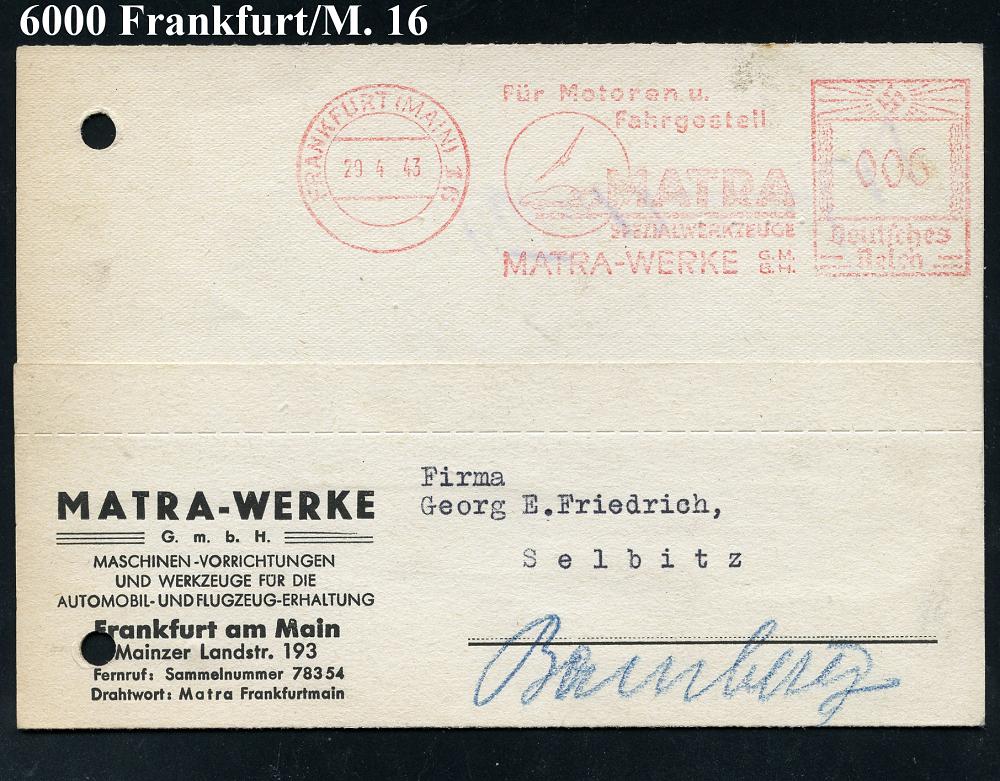 6000 Frankfurt/M. 16
FRANKFURT (MAIN) 16
29 4 43
Für Motoren u.
Fahrgestell
MATRA
SPEZIALWERKZEUGE
MATRA-WERKE G.M.B.H.
006
Deutsches
Reich
MATRA-WERKE
G. m. b. H.
MASCHINEN-VORRICHTUNGEN
UND WERKZEUGE FÜR DIE
AUTOMOBIL- UND FLUGZEUG-ERHALTUNG
Frankfurt am Main
Mainzer Landstr. 193
Fernruf: Sammelnummer 78354
Drahtwort: Matra Frankfurtmain
Firma
Georg E.Friedrich,
Selbitz
Bamberg